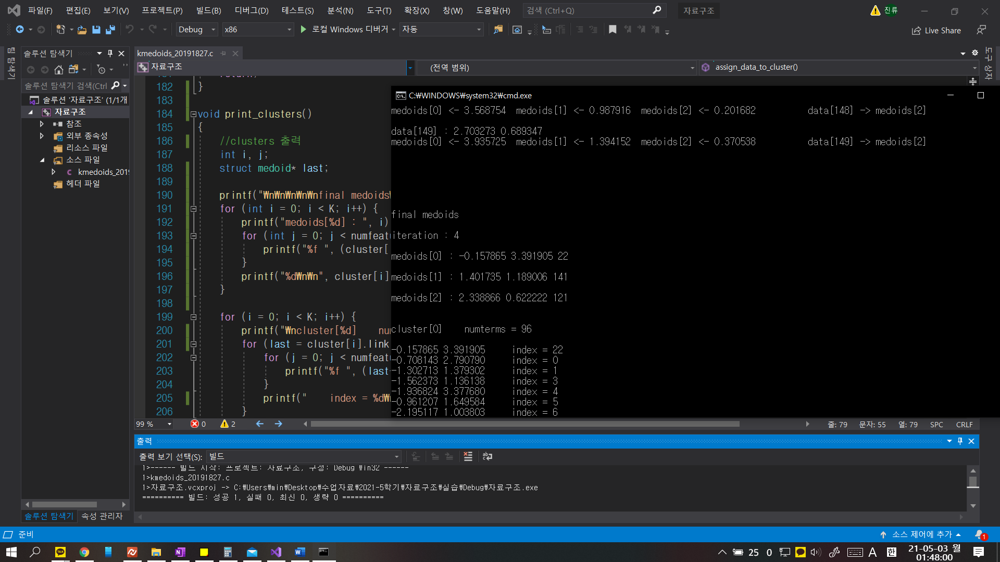 파일(F) 편집(E) 보기(V) 프로젝트(P) 빌드(B) 디버그(D) 테스트(S) 분석(N) 도구(T) 확장(X) 창(W) 도움말(H) 검색 (Ctrl+Q) 자료구조 진류
Debug x86 로컬 Windows 디버거 자동 Live Share
팀 탐색기
솔루션 탐색기
솔루션 탐색기 검색(Ctrl
솔루션 '자료구조' (1/1개
자료구조
참조
외부 종속성
리소스 파일
소스 파일
kmedoids_2019
헤더 파일
솔루션 탐색기 속성 관리자
kmedoids_20191827.c
자료구조 (전역 범위) assign_data_to_cluster()
도구 상자
182 }
183
184 void print_clusters()
185 {
186 //clusters 출력
187 int i, j;
188 struct medoid* last;
189
190 printf("₩n₩n₩n₩n₩nfinal medoids₩
191 for (int i = 0; i < K; i++) {
192 printf("medoids[%d] : ", i)
193 for (int j = 0; j < numfeatu
194 printf("%f ", (cluster[
195 }
196 printf("%d₩n₩n", cluster[i]
197 }
198
199 for (i = 0; i < K; i++) {
200 printf("₩ncluster[%d] nu
201 for (last = cluster[i].link
202 for (j = 0; j < numfeatu
203 printf("%f ", (last
204 }
205 printf(" index = %d₩
206 }
C:₩WINDOWS₩system32₩cmd.exe
medoids[0] <- 3.568754 medoids[1] <- 0.987916 medoids[2] <- 0.201682 data[148] -> medoids[2]
data[149] : 2.703273 0.689347
medoids[0] <- 3.935725 medoids[1] <- 1.394152 medoids[2] <- 0.370538 data[149] -> medoids[2]
final medoids
iteration : 4
medoids[0] : -0.157865 3.391905 22
medoids[1] : 1.401735 1.189006 141
medoids[2] : 2.338866 0.622222 121
cluster[0] numterms = 96
-0.157865 3.391905 index = 22
-0.708143 2.790790 index = 0
-1.302713 1.379302 index = 1
-1.562373 1.136138 index = 3
-1.936824 3.377680 index = 4
-0.961207 1.649584 index = 5
-2.195117 1.003803 index = 6
99 % 0 2 줄: 79 문자: 55 열: 79 SPC CRLF
출력
출력 보기 선택(S): 빌드
1>------ 빌드 시작: 프로젝트: 자료구조, 구성: Debug Win32 ------
1>kmedoids_20191827.c
1>자료구조.vcxproj -> C:₩Users₩min₩Desktop₩수업자료₩2021-5학기₩자료구조₩실습₩Debug₩자료구조.exe
========== 빌드: 성공 1, 실패 0, 최신 0, 생략 0 ==========
준비 소스 제어에 추가 1
25 0 A 한 21-05-03 월
01:48:00